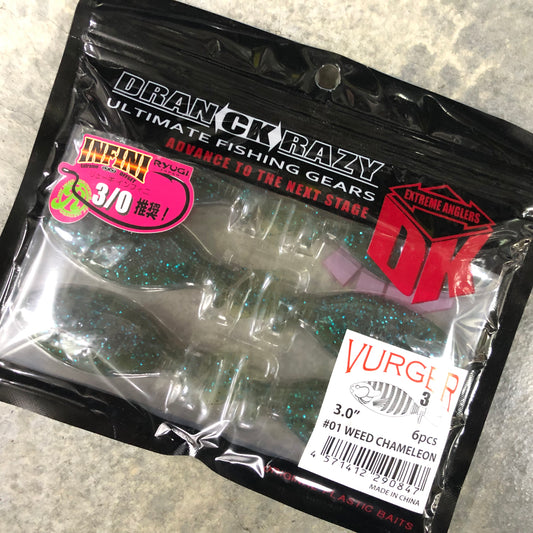 DRANCKRAZY
ULTIMATE FISHING GEARS
ADVANCE TO THE NEXT STAGE
EXTREME ANGLERS
DK
INFINI
RYUGI
3/0
推奨!
VURGER
3
3.0"
6pcs
#01 WEED CHAMELEON
4 571412 290847
MADE IN CHINA